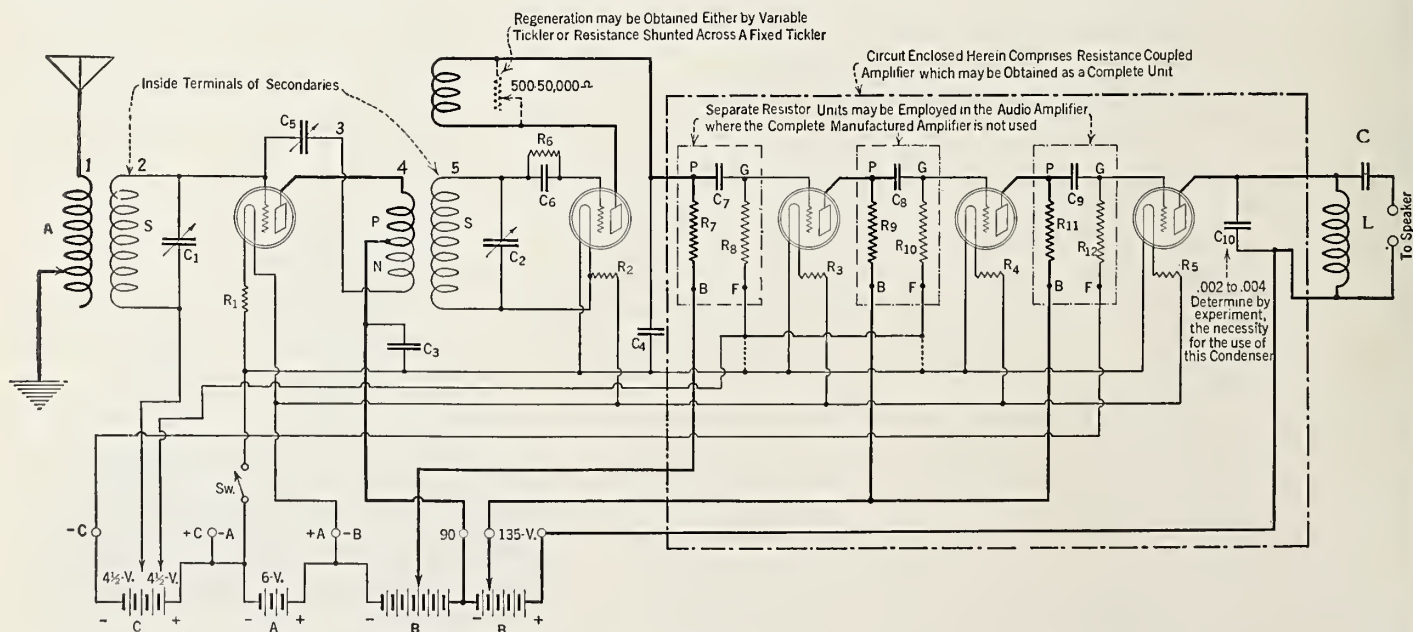 Regeneration may be Obtained Either by Variable
Tickler or Resistance Shunted Across A Fixed Tickler
Circuit Enclosed Herein Comprises Resistance Coupled
Amplifier which may be Obtained as a Complete Unit
Inside Terminals of Secondaries
500-50,000 Ω
Separate Resistor Units may be Employed in the Audio Amplifier,
where the Complete Manufactured Amplifier is not used
1
2
C5
3
4
5
R6
C6
A
S
C1
P
N
S
C2
R1
R2
C3
C4
P
C7
G
R7
R8
B
F
R3
P
C8
G
R9
R10
B
F
R4
P
C9
G
R11
R12
B
F
R5
C10
C
L
To Speaker
.002 to .004
Determine by
experiment,
the necessity
for the use of
this Condenser
Sw.
-C
+C
-A
+A
-B
90
135-V.
4½-V.
4½-V.
6-V.
- C +
- A +
- B
B +